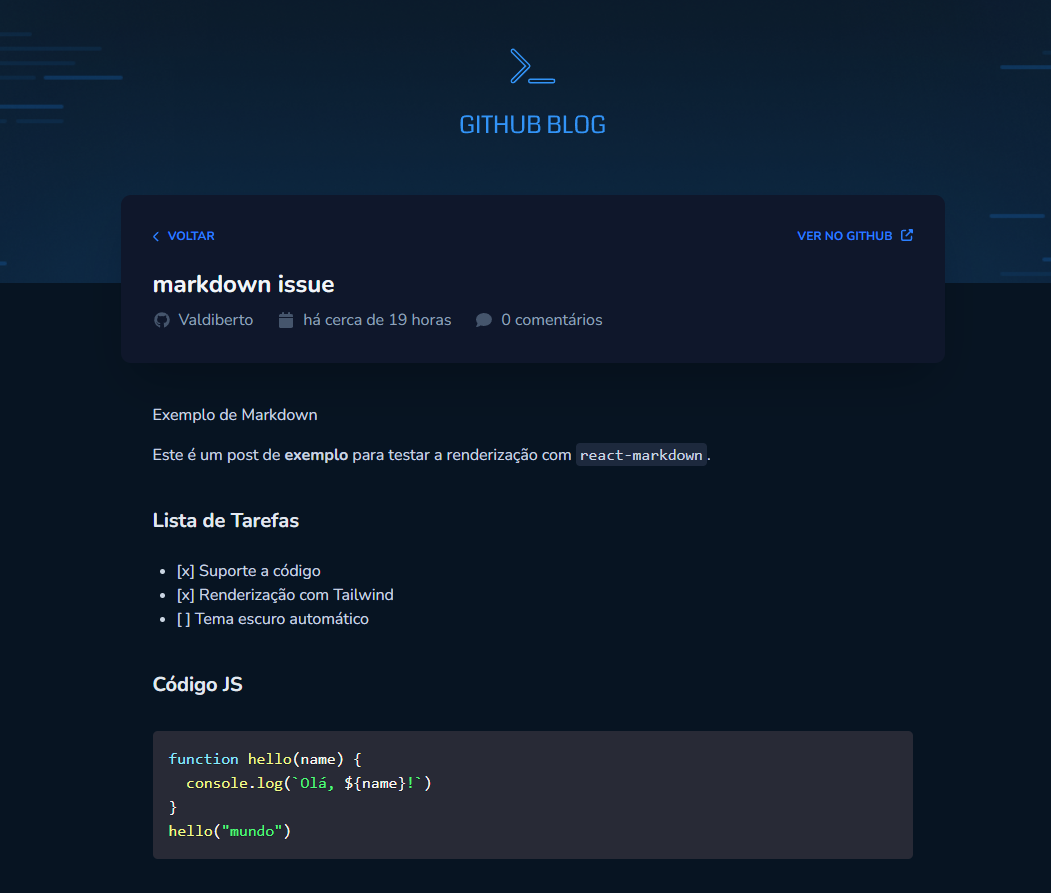 GITHUB BLOG
VOLTAR
VER NO GITHUB
markdown issue
Valdiberto há cerca de 19 horas 0 comentários
Exemplo de Markdown
Este é um post de exemplo para testar a renderização com react-markdown.
Lista de Tarefas
• [x] Suporte a código
• [x] Renderização com Tailwind
• [ ] Tema escuro automático
Código JS
function hello(name) {
  console.log(`Olá, ${name}!`)
}
hello("mundo")